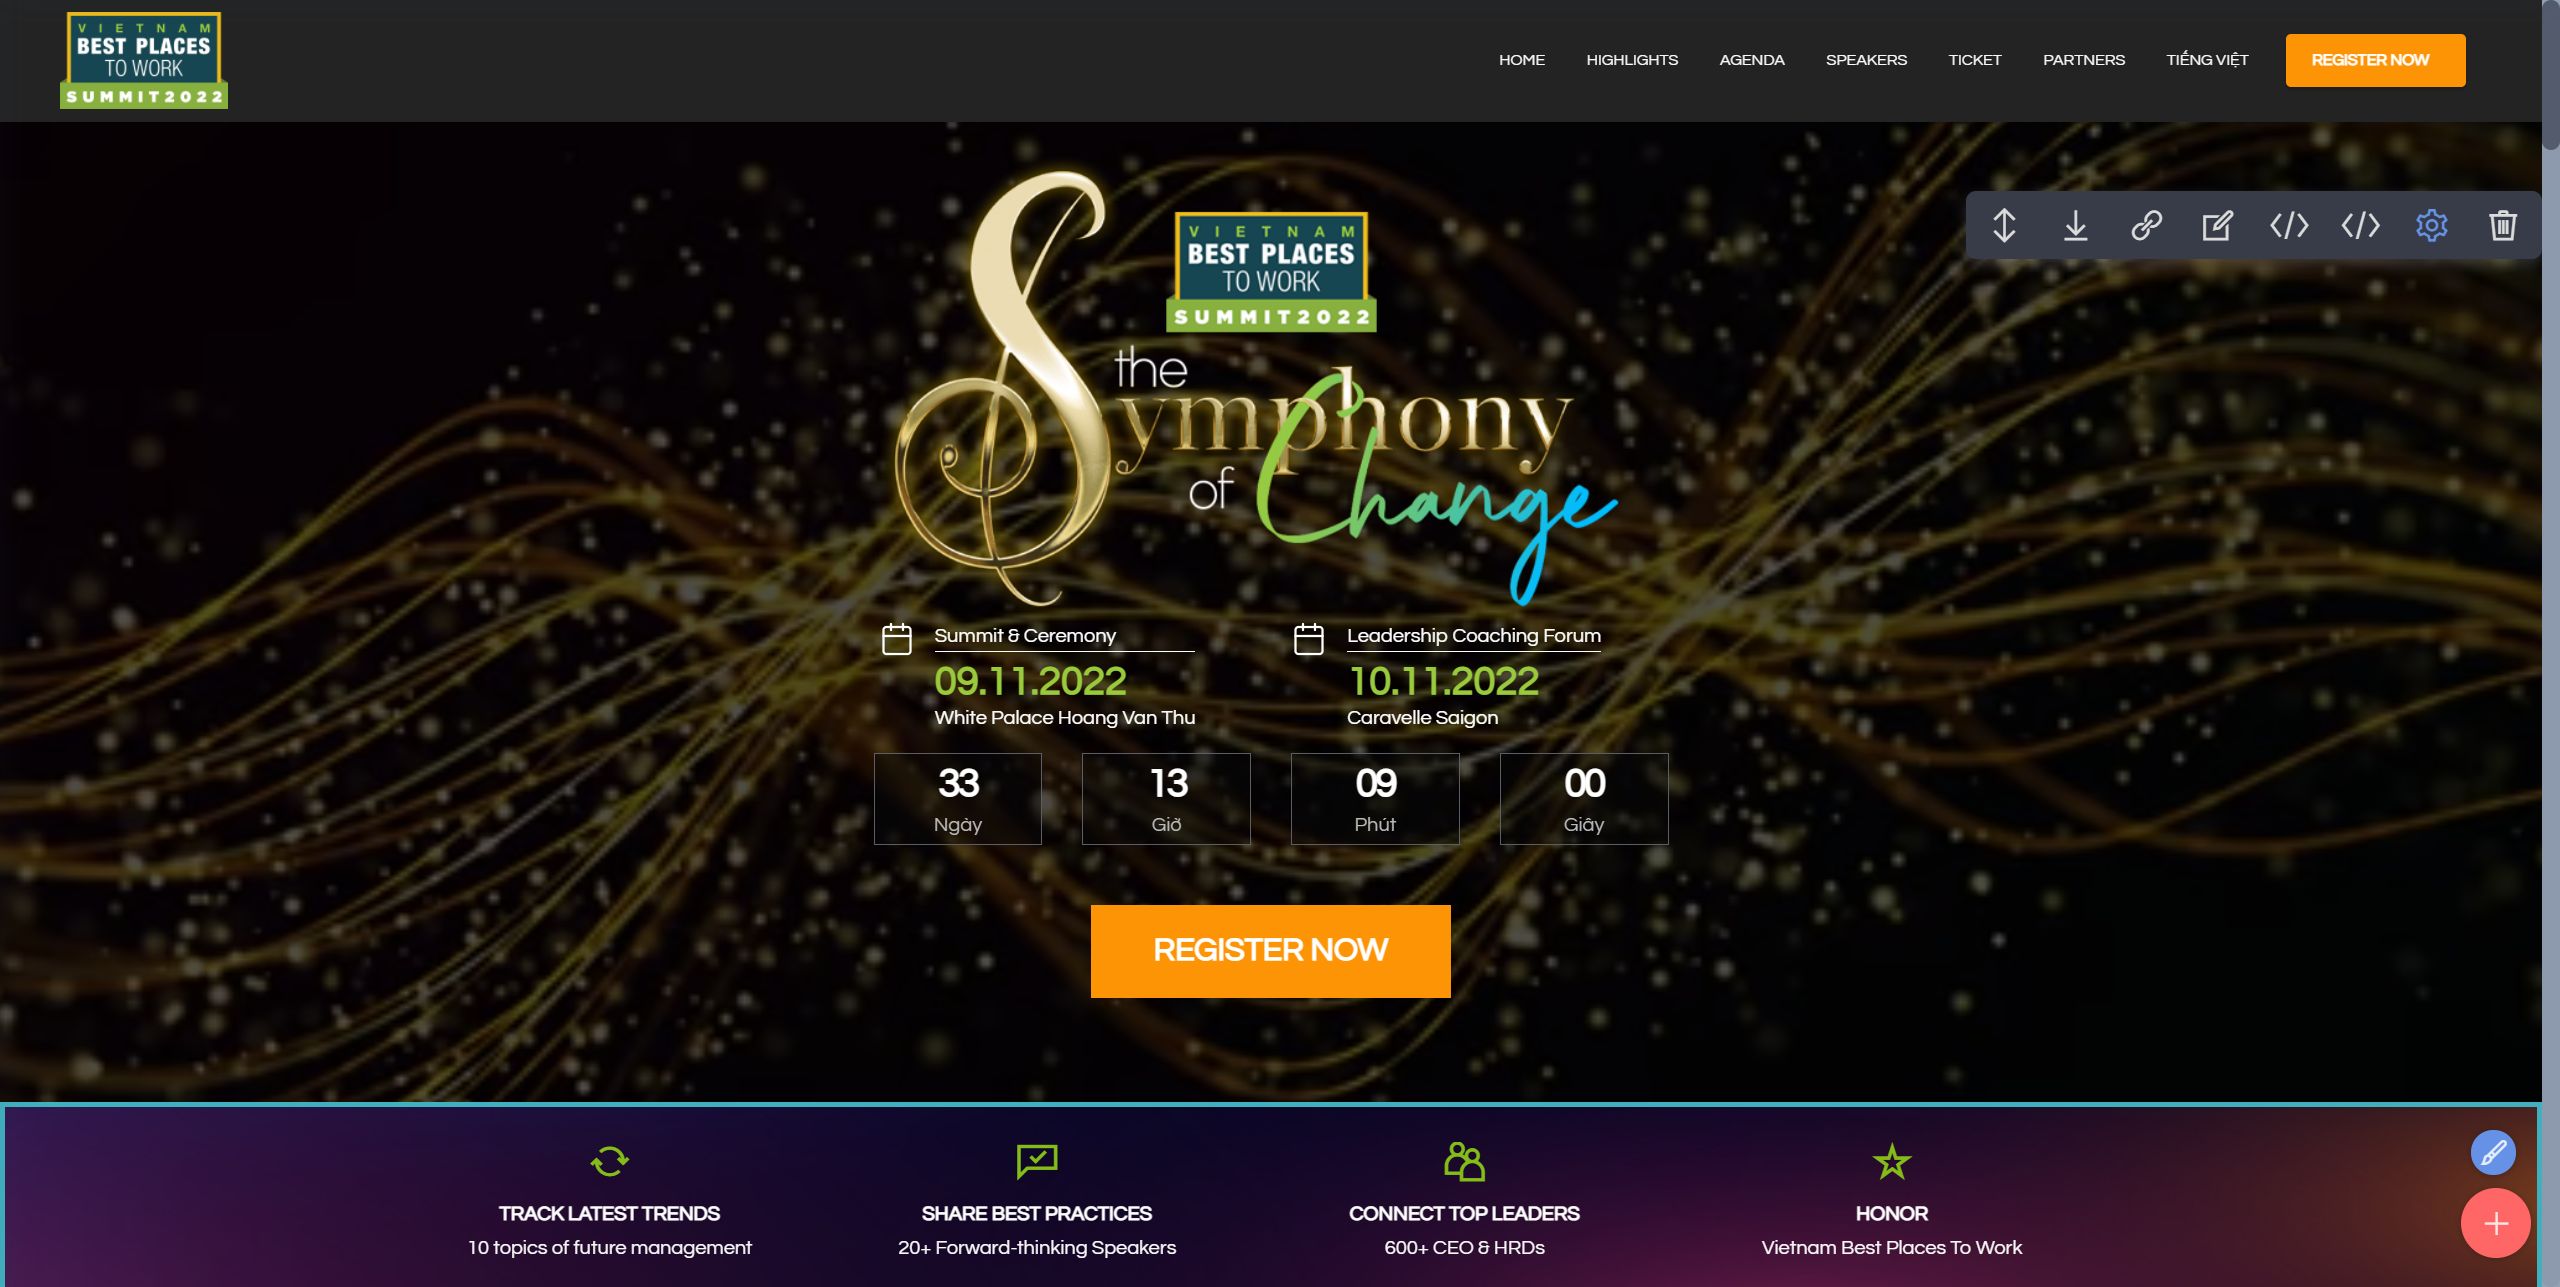 VIETNAM
BEST PLACES
TO WORK
SUMMIT2022
HOME HIGHLIGHTS AGENDA SPEAKERS TICKET PARTNERS TIẾNG VIỆT REGISTER NOW
VIETNAM
BEST PLACES
TO WORK
SUMMIT2022
the
Symphony
of Change
Summit & Ceremony
09.11.2022
White Palace Hoang Van Thu
Leadership Coaching Forum
10.11.2022
Caravelle Saigon
33 13 09 00
Ngày Giờ Phút Giây
REGISTER NOW
TRACK LATEST TRENDS
10 topics of future management
SHARE BEST PRACTICES
20+ Forward-thinking Speakers
CONNECT TOP LEADERS
600+ CEO & HRDs
HONOR
Vietnam Best Places To Work